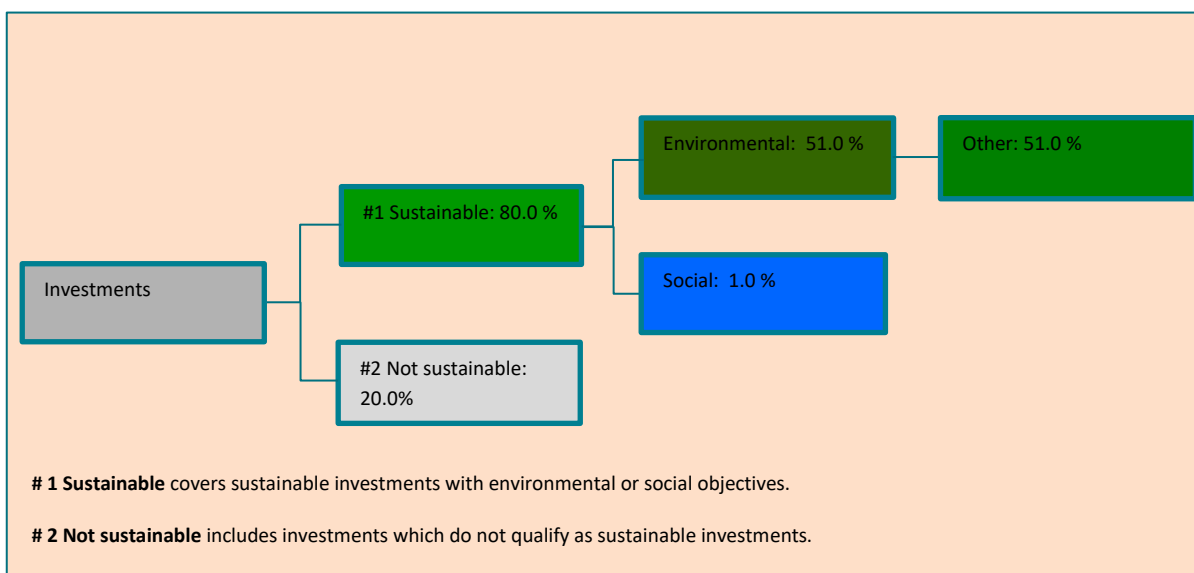 Environmental:  51.0 %
Other: 51.0 %
#1 Sustainable: 80.0 %
Investments
Social:  1.0 %
#2 Not sustainable:
20.0%
# 1 Sustainable covers sustainable investments with environmental or social objectives.
# 2 Not sustainable includes investments which do not qualify as sustainable investments.